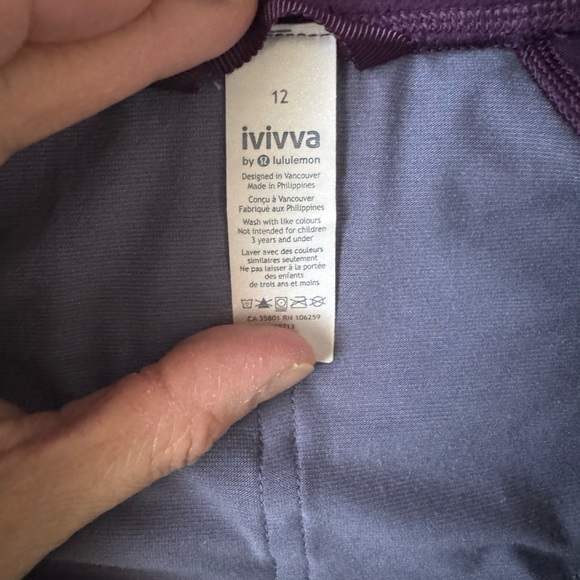 12
ivivva
by lululemon
Designed in Vancouver
Made in Philippines
Conçu à Vancouver
Fabriqué aux Philippines
Wash with like colours
Not intended for children
3 years and under
Laver avec des couleurs
similaires seulement
Ne pas laisser à la portée
des enfants
de trois ans et moins
CA 35801 RN 106259